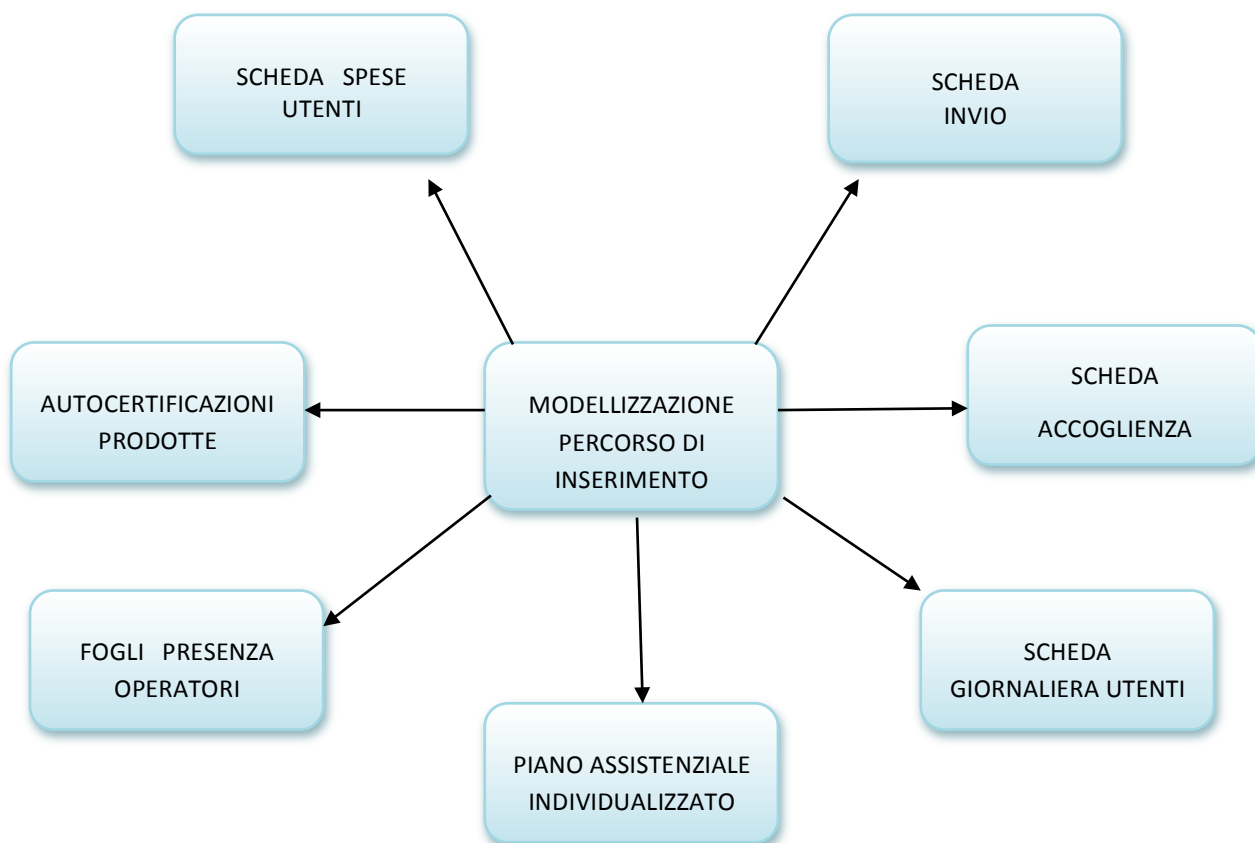 SCHEDA SPESE
UTENTI
SCHEDA
INVIO
AUTOCERTIFICAZIONI
PRODOTTE
MODELLIZZAZIONE
PERCORSO DI
INSERIMENTO
SCHEDA
ACCOGLIENZA
FOGLI PRESENZA
OPERATORI
PIANO ASSISTENZIALE
INDIVIDUALIZZATO
SCHEDA
GIORNALIERA UTENTI